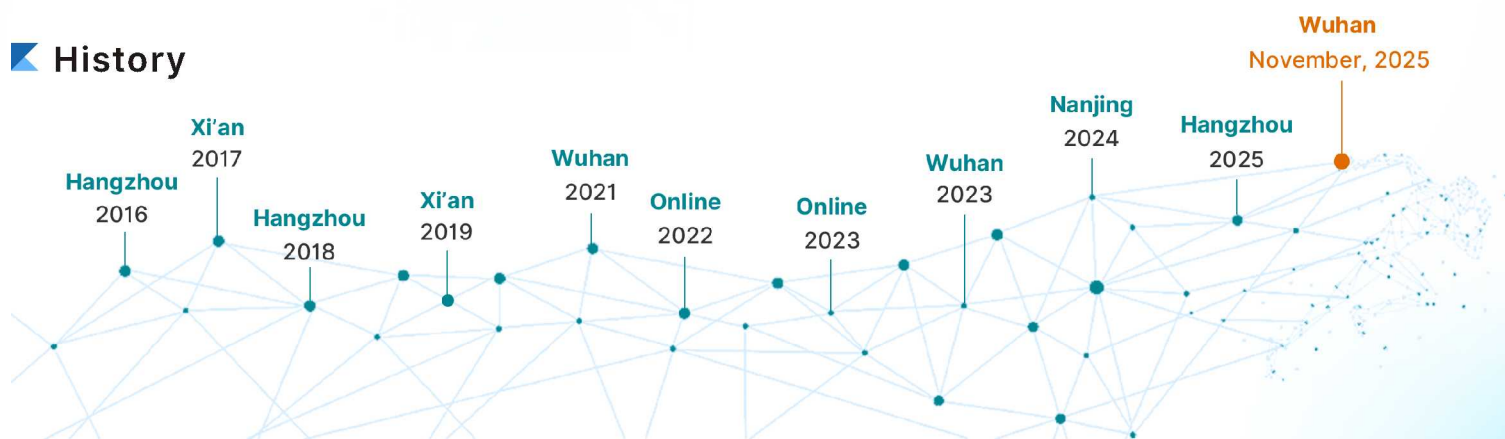 History
Hangzhou
2016
Xi’an
2017
Hangzhou
2018
Xi’an
2019
Wuhan
2021
Online
2022
Online
2023
Wuhan
2023
Nanjing
2024
Hangzhou
2025
Wuhan
November, 2025